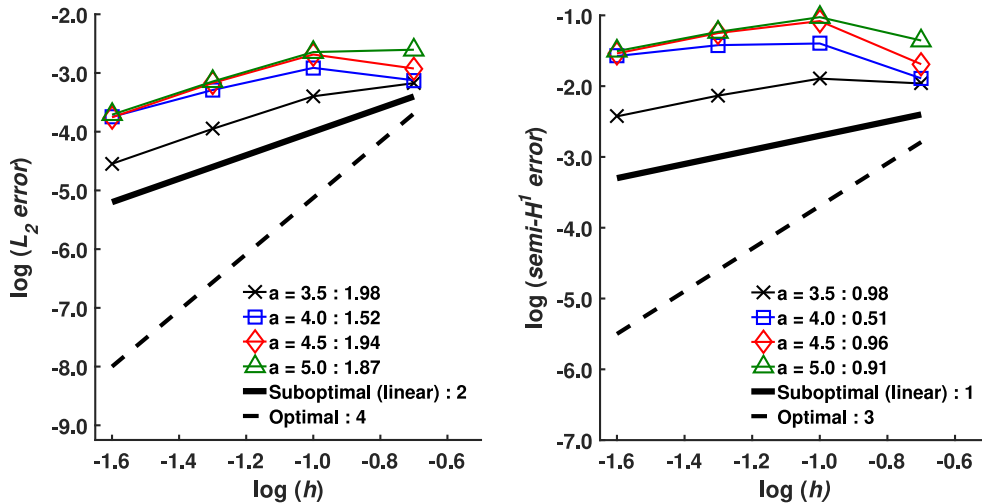 -2.0
-3.0
-4.0
-5.0
-6.0
-7.0
-8.0
-9.0
log (L2 error)
a = 3.5 : 1.98
a = 4.0 : 1.52
a = 4.5 : 1.94
a = 5.0 : 1.87
Suboptimal (linear) : 2
Optimal : 4
-1.6 -1.4 -1.2 -1.0 -0.8 -0.6
log (h)
-1.0
-2.0
-3.0
-4.0
-5.0
-6.0
-7.0
log (semi-H1 error)
a = 3.5 : 0.98
a = 4.0 : 0.51
a = 4.5 : 0.96
a = 5.0 : 0.91
Suboptimal (linear) : 1
Optimal : 3
-1.6 -1.4 -1.2 -1.0 -0.8 -0.6
log (h)